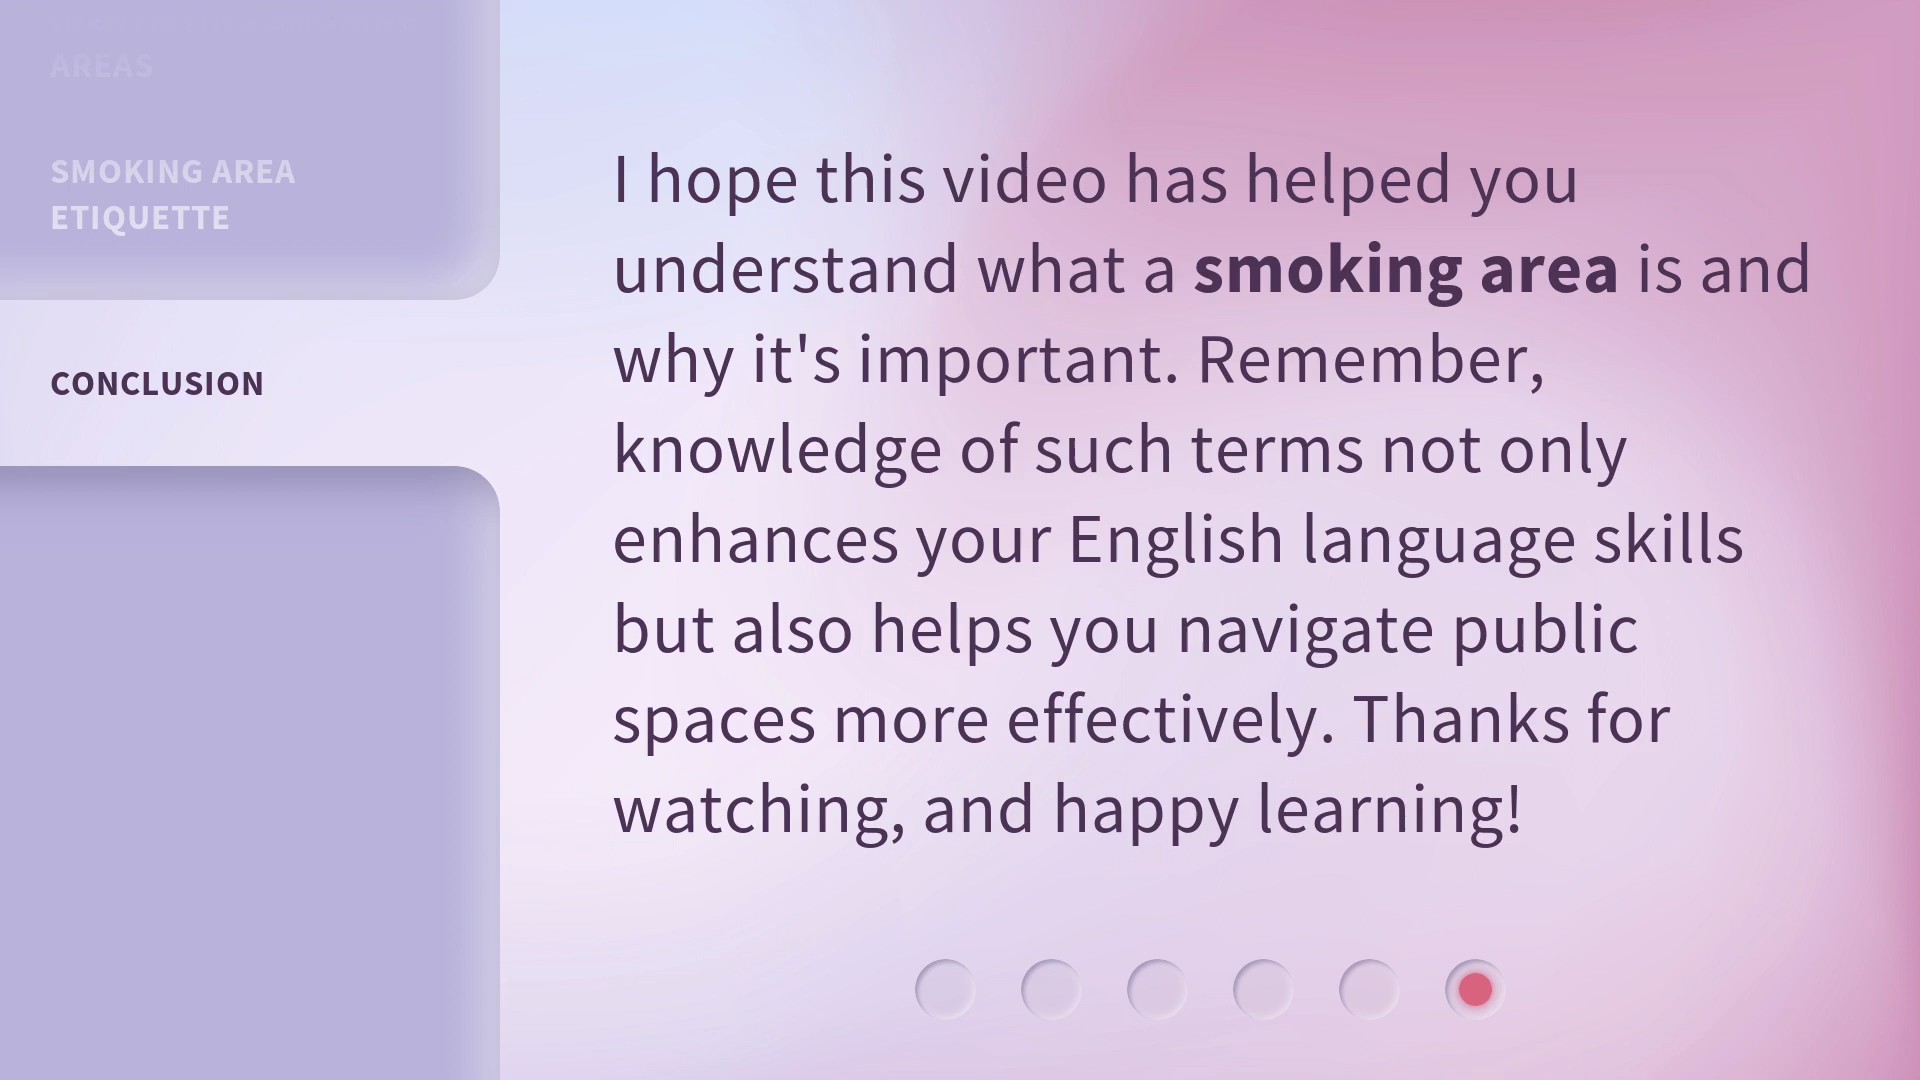 AREAS
SMOKING AREA
ETIQUETTE
CONCLUSION
I hope this video has helped you
understand what a smoking area is and
why it's important. Remember,
knowledge of such terms not only
enhances your English language skills
but also helps you navigate public
spaces more effectively. Thanks for
watching, and happy learning!